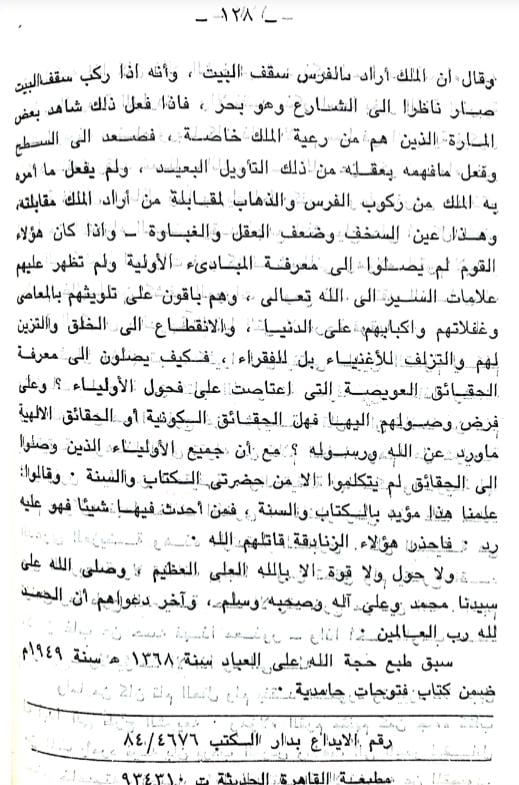 ـ ١٢٨ ـ
وقال ان الملك أراد بالفرس سقف البيت ، وأنه اذا ركب سقف البيت
صار ناظرا الى الشارع وهو بحر ، فاذا فعل ذلك شاهد بعض
المارة الذين هم من رعية الملك خاصة ، فصعد الى السطح
وفعل مافهمه بعقله من ذلك التأويل البعيد ، ولم يفعل ما أمره
به الملك من ركوب الفرس والذهاب لمقابلة من أراد الملك مقابلته،
وهذا عين السخف وضعف العقل والغباوة ـ واذا كان هؤلاء
القوم لم يصلوا إلى معرفة المبادىء الأولية ولم تظهر عليهم
علامات السير الى الله تعالى ، وهم باقون على تلويثهم بالمعاصى
وغفلاتهم واكبابهم على الدنيا ، والانقطاع الى الخلق والتزين
لهم والتزلف للأغنياء بل للفقراء ، فكيف يصلون الى معرفة
الحقائق العويصة التى اعتاصت على فحول الأولياء ؟ وعلى
فرض وصولهم اليها فهل الحقائق الكونية أو الحقائق الالهية
ماورد عن الله ورسوله ؟ مع أن جميع الأولياء الذين وصلوا
الى الحقائق لم يتكلموا الا من حضرتى الكتاب والسنة ٠ وقالوا:
علمنا هذا مؤيد بالكتاب والسنة ، فمن أحدث فيها شيئا فهو عليه
رد ٠ فاحذر هؤلاء الزنادقة قاتلهم الله ٠
ولا حول ولا قوة الا بالله العلى العظيم ، وصلى الله على
سيدنا محمد وعلى آله وصحبه وسلم ، وآخر دعواهم أن الحمد
لله رب العالمين ٠
سبق طبع حجة الله على العباد سنة ١٣٦٨ هـ سنة ١٩٤٩م
ضمن كتاب فتوحات حامدية ٠
رقم الايداع بدار الكتب ٨٤/٤٦٧٦
مطبعة القاهرة الحديثة ت ٩٣٤٣١٠